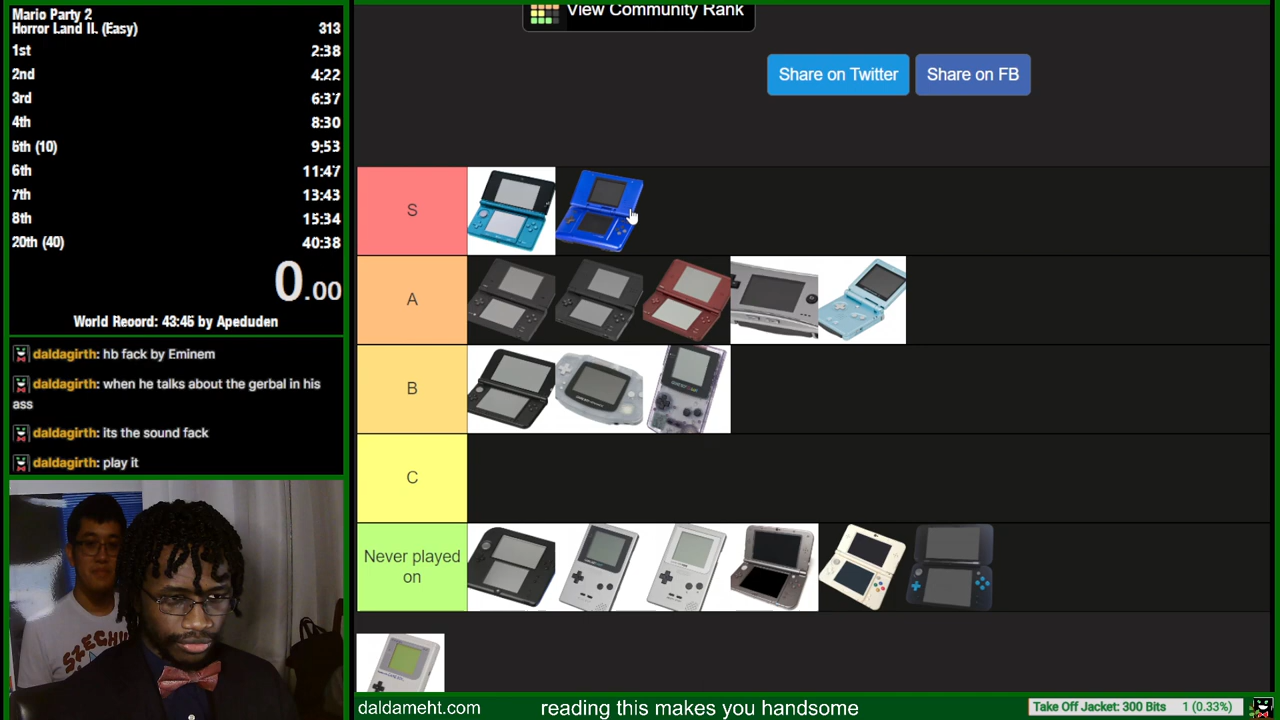 Mario Party 2
Horror Land II. (Easy) 313
1st 2:38
2nd 4:22
3rd 6:37
4th 8:30
5th (10) 9:53
6th 11:47
7th 13:43
8th 15:34
20th (40) 40:38
0.00
World Record: 43:45 by Apeduden
daldagirth: hb fack by Eminem
daldagirth: when he talks about the gerbal in his
ass
daldagirth: its the sound fack
daldagirth: play it
SZECHU
View Community Rank
Share on Twitter Share on FB
S
A
B
C
Never played
on
daldameht.com
reading this makes you handsome
Take Off Jacket: 300 Bits 1 (0.33%)